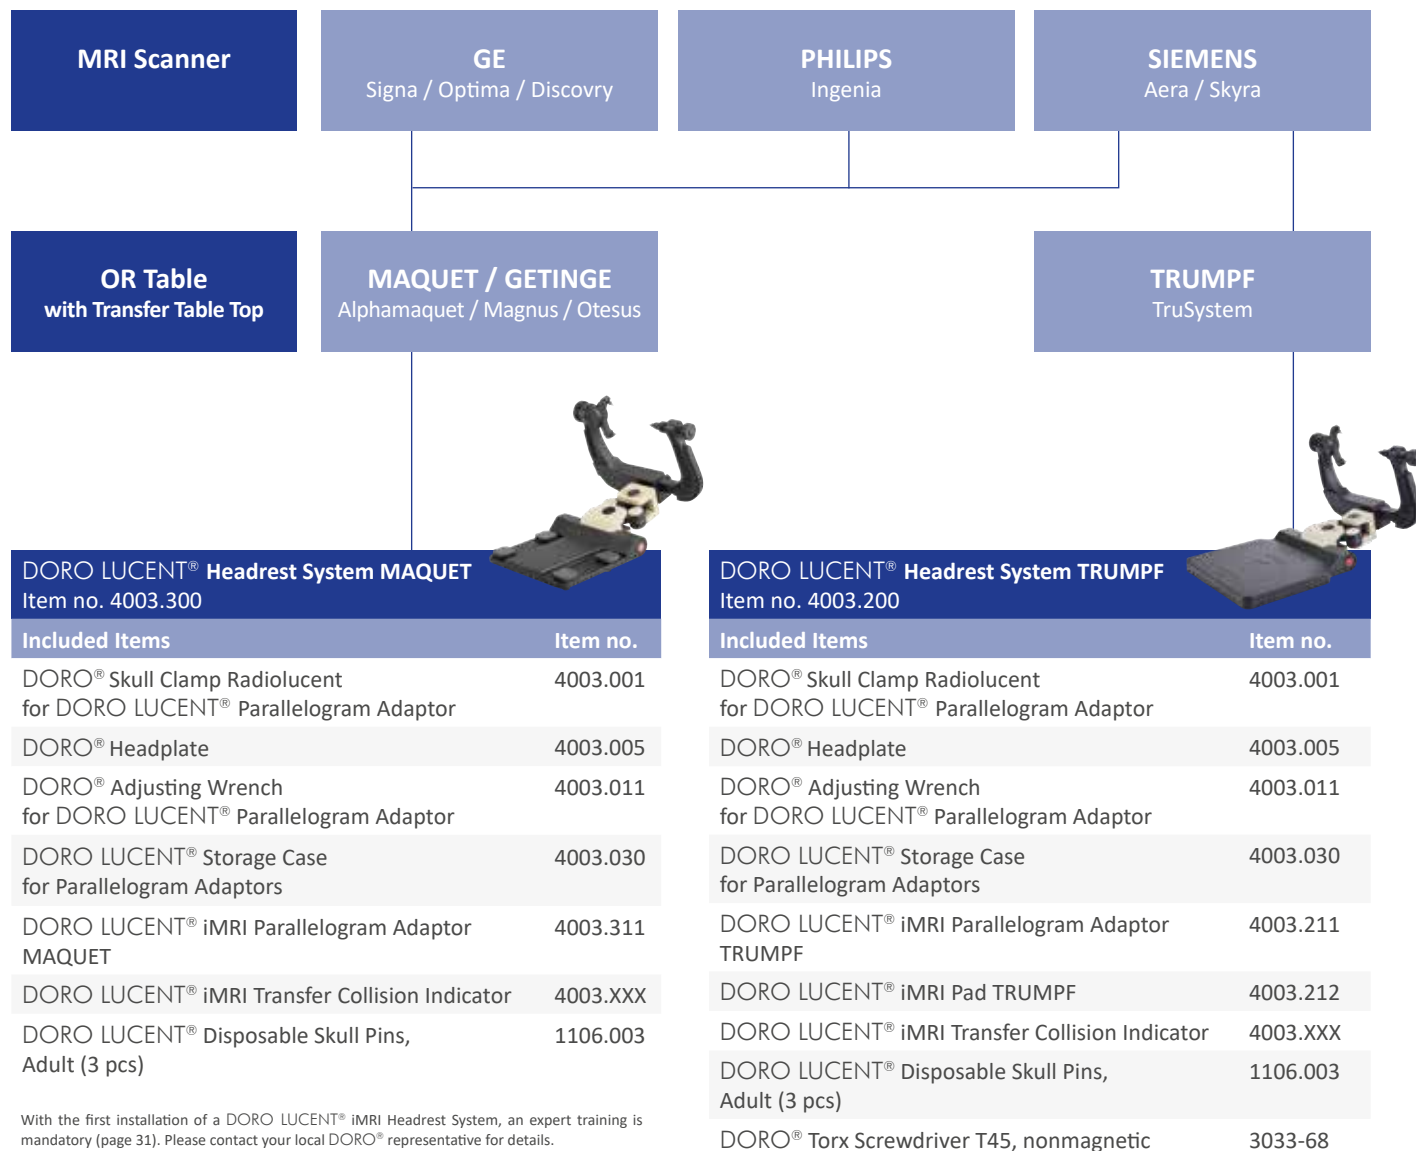 MRI Scanner
GE
Signa / Optima / Discovry
PHILIPS
Ingenia
SIEMENS
Aera / Skyra
OR Table
with Transfer Table Top
MAQUET / GETINGE
Alphamaquet / Magnus / Otesus
TRUMPF
TruSystem
DORO LUCENT® Headrest System MAQUET
Item no. 4003.300
Included Items Item no.
DORO® Skull Clamp Radiolucent 4003.001
for DORO LUCENT® Parallelogram Adaptor
DORO® Headplate 4003.005
DORO® Adjusting Wrench 4003.011
for DORO LUCENT® Parallelogram Adaptor
DORO LUCENT® Storage Case 4003.030
for Parallelogram Adaptors
DORO LUCENT® iMRI Parallelogram Adaptor 4003.311
MAQUET
DORO LUCENT® iMRI Transfer Collision Indicator 4003.XXX
DORO LUCENT® Disposable Skull Pins, 1106.003
Adult (3 pcs)
With the first installation of a DORO LUCENT® iMRI Headrest System, an expert training is
mandatory (page 31). Please contact your local DORO® representative for details.
DORO LUCENT® Headrest System TRUMPF
Item no. 4003.200
Included Items Item no.
DORO® Skull Clamp Radiolucent 4003.001
for DORO LUCENT® Parallelogram Adaptor
DORO® Headplate 4003.005
DORO® Adjusting Wrench 4003.011
for DORO LUCENT® Parallelogram Adaptor
DORO LUCENT® Storage Case 4003.030
for Parallelogram Adaptors
DORO LUCENT® iMRI Parallelogram Adaptor 4003.211
TRUMPF
DORO LUCENT® iMRI Pad TRUMPF 4003.212
DORO LUCENT® iMRI Transfer Collision Indicator 4003.XXX
DORO LUCENT® Disposable Skull Pins, 1106.003
Adult (3 pcs)
DORO® Torx Screwdriver T45, nonmagnetic 3033-68